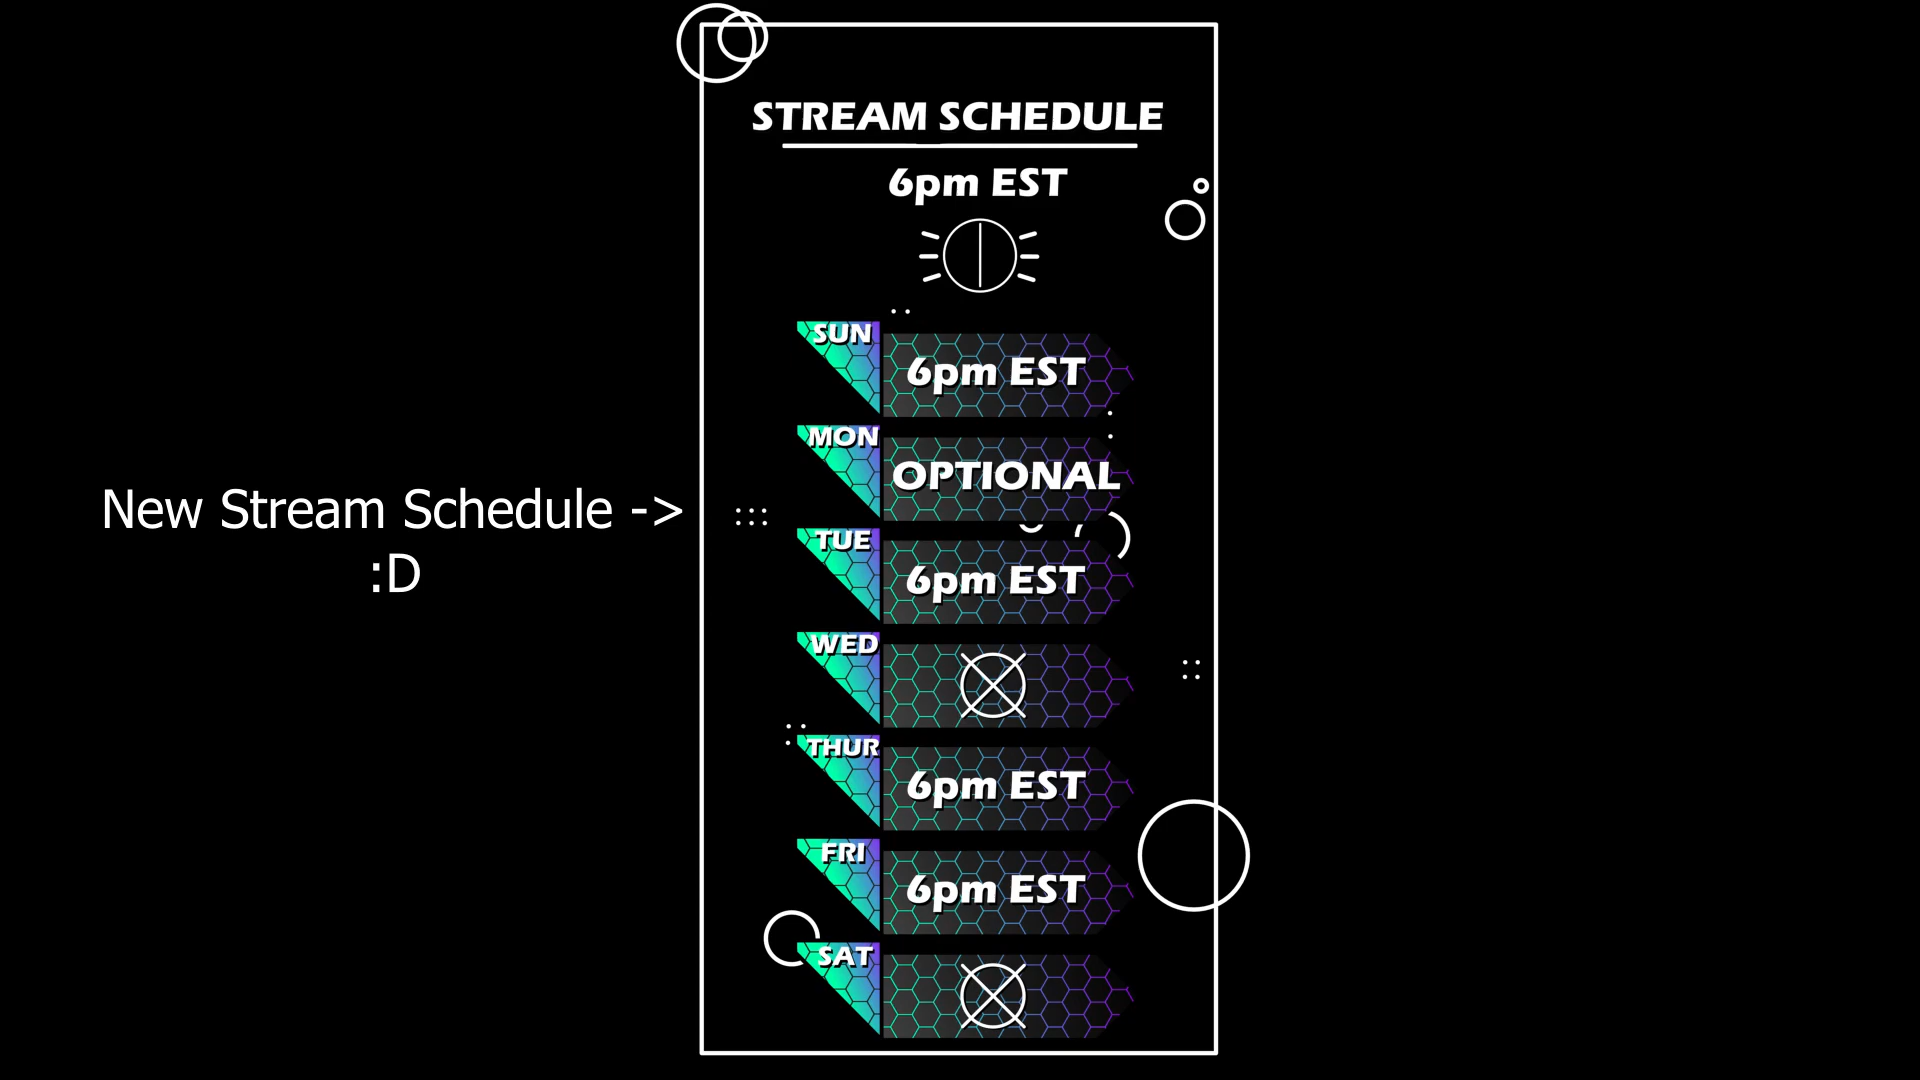 STREAM SCHEDULE
6pm EST
SUN
6pm EST
MON
OPTIONAL
New Stream Schedule ->
:D
TUE
6pm EST
WED
THUR
6pm EST
FRI
6pm EST
SAT